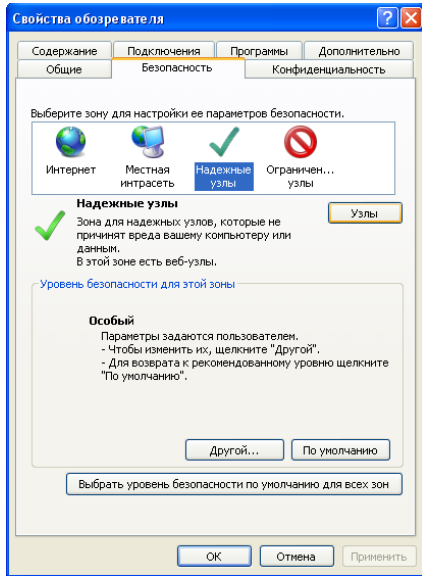 Свойства обозревателя
Содержание Подключения Программы Дополнительно
Общие Безопасность Конфиденциальность
Выберите зону для настройки ее параметров безопасности.
Интернет Местная интрасеть Надежные узлы Ограничен... узлы
Надежные узлы
Узлы
Зона для надежных узлов, которые не
причинят вреда вашему компьютеру или
данным.
В этой зоне есть веб-узлы.
Уровень безопасности для этой зоны
Особый
Параметры задаются пользователем.
- Чтобы изменить их, щелкните "Другой".
- Для возврата к рекомендованному уровню щелкните
"По умолчанию".
Другой... По умолчанию
Выбрать уровень безопасности по умолчанию для всех зон
OK Отмена Применить